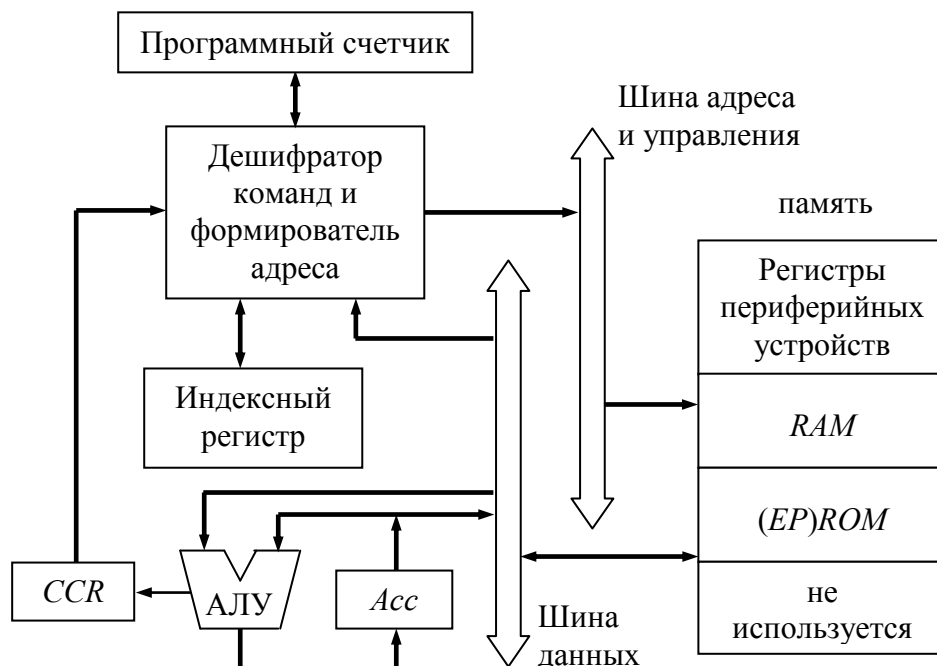 Программный счетчик
Шина адреса
и управления
Дешифратор
команд и
формирователь
адреса
память
Регистры
периферийных
устройств
Индексный
регистр
RAM
(EP)ROM
CCR
АЛУ
Acc
Шина
данных
не
используется